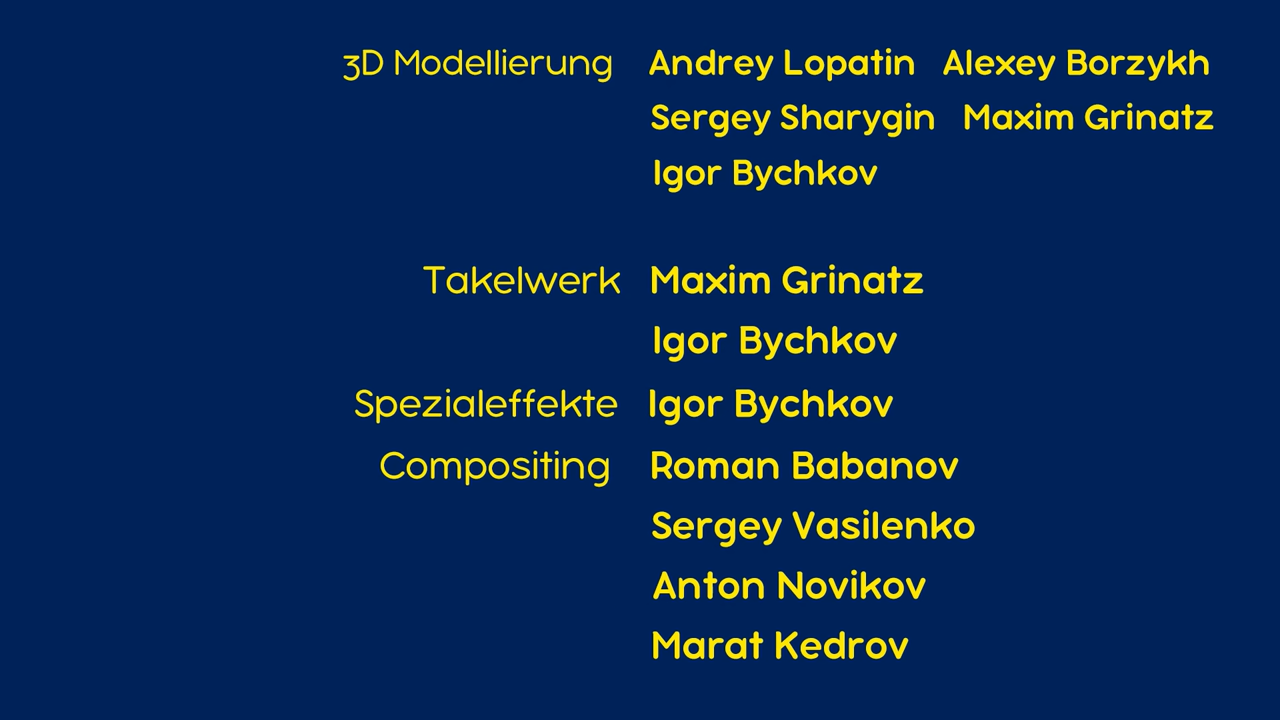 3D Modellierung Andrey Lopatin Alexey Borzykh
Sergey Sharygin Maxim Grinatz
Igor Bychkov
Takelwerk Maxim Grinatz
Igor Bychkov
Spezialeffekte Igor Bychkov
Compositing Roman Babanov
Sergey Vasilenko
Anton Novikov
Marat Kedrov